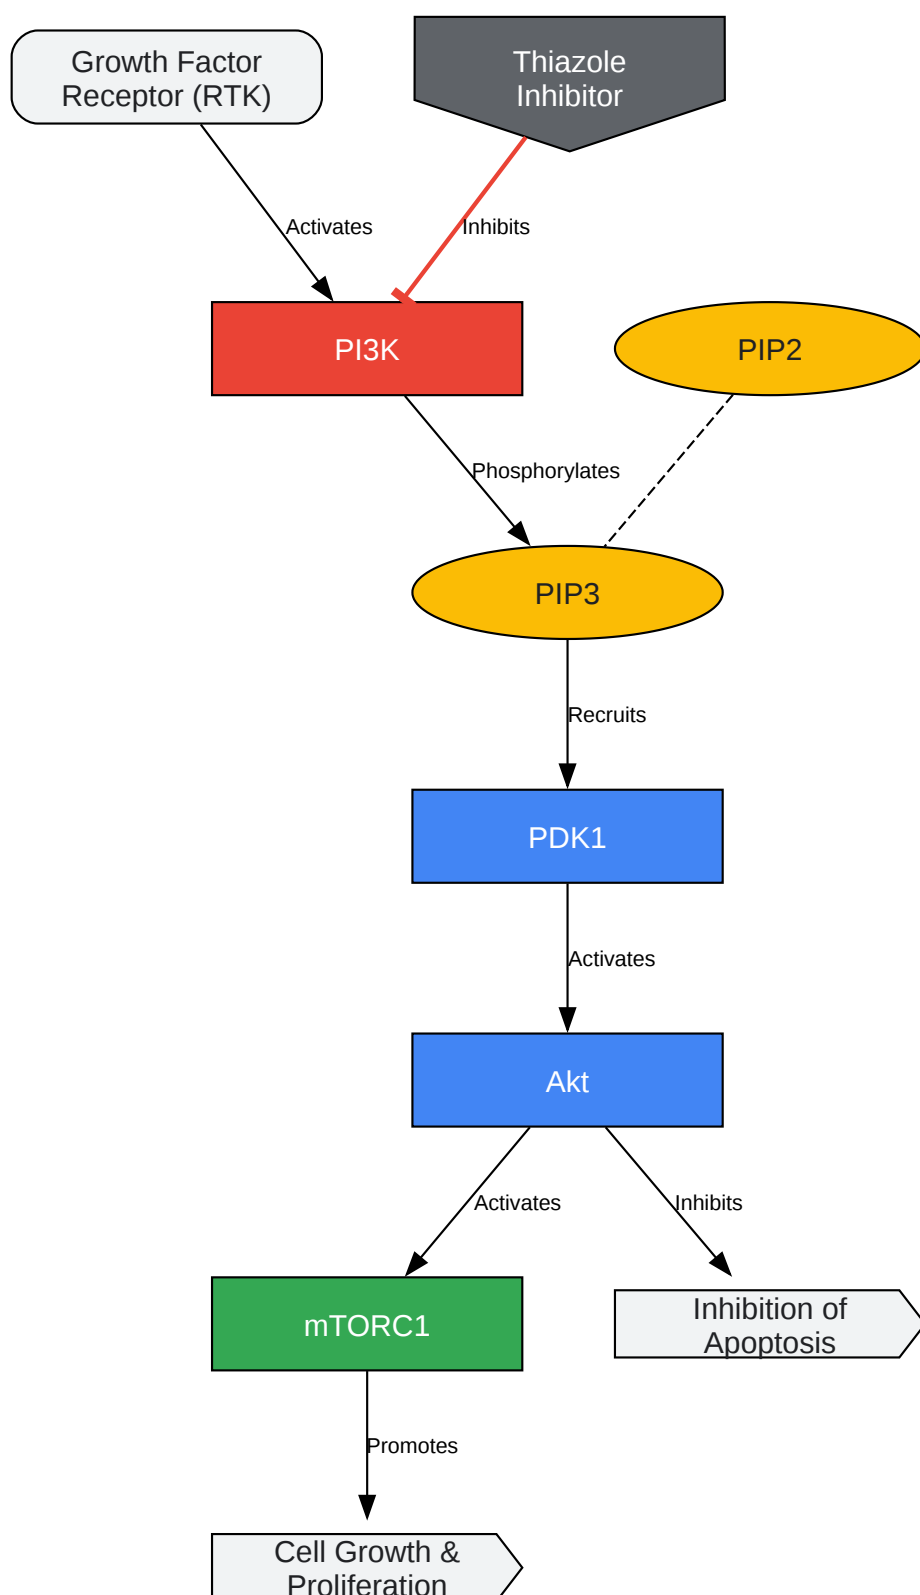 Growth Factor
Receptor (RTK)
Thiazole
Inhibitor
Activates
Inhibits
PI3K
PIP2
Phosphorylates
PIP3
Recruits
PDK1
Activates
Akt
Activates
Inhibits
mTORC1
Inhibition of
Apoptosis
Promotes
Cell Growth &
Proliferation